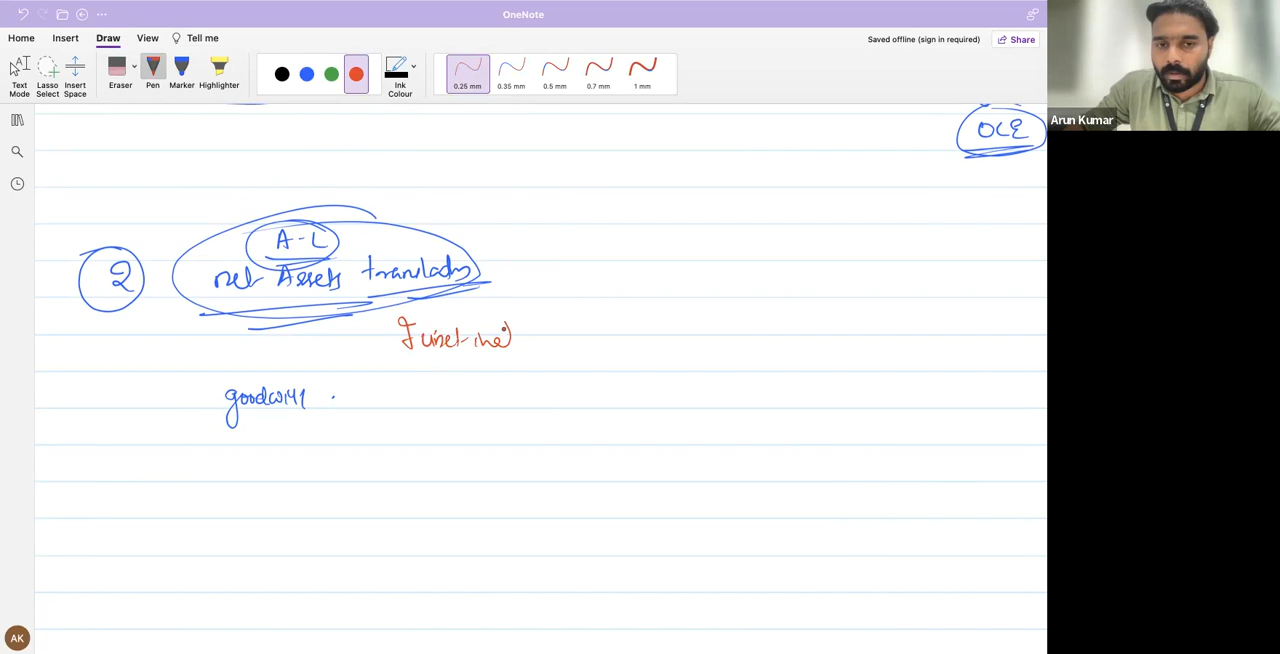 OneNote
Home Insert Draw View Tell me
Saved offline (sign in required) Share
Text Mode
Lasso Select
Insert Space
Eraser
Pen
Marker
Highlighter
Ink Colour
0.25 mm
0.35 mm
0.5 mm
0.7 mm
1 mm
Arun Kumar
OCE
A-L
2
net Assets
goodwill
AK